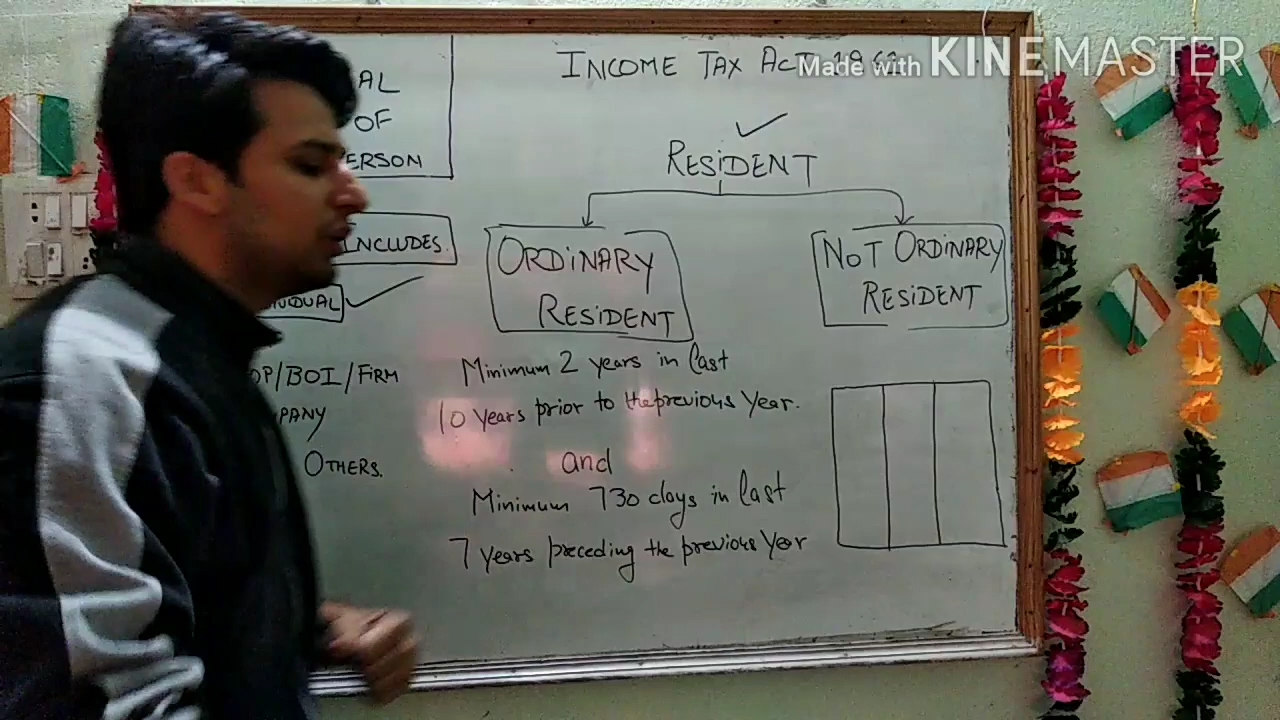 AL
OF
ERSON
INCLUDES
OP/BOI/FIRM
PANY
OTHERS.
INCOME TAX ACT
Made with KINEMASTER
RESIDENT
ORDINARY
RESIDENT
Minimum 2 years in last
10 Years prior to the previous Year.
and
Minimum 730 days in last
7 Years preceding the previous Year
NOT ORDINARY
RESIDENT